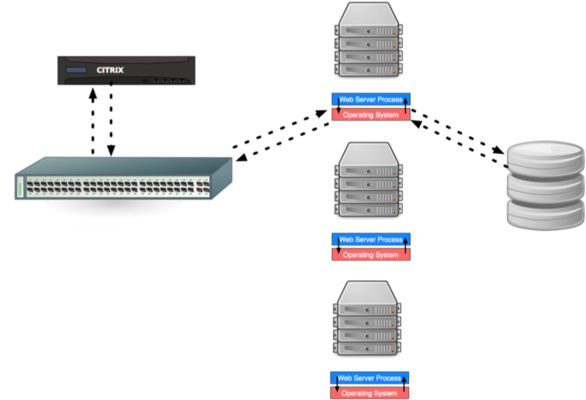 CITRIX
Web Server Process
Operating System
Web Server Process
Operating System
Web Server Process
Operating System